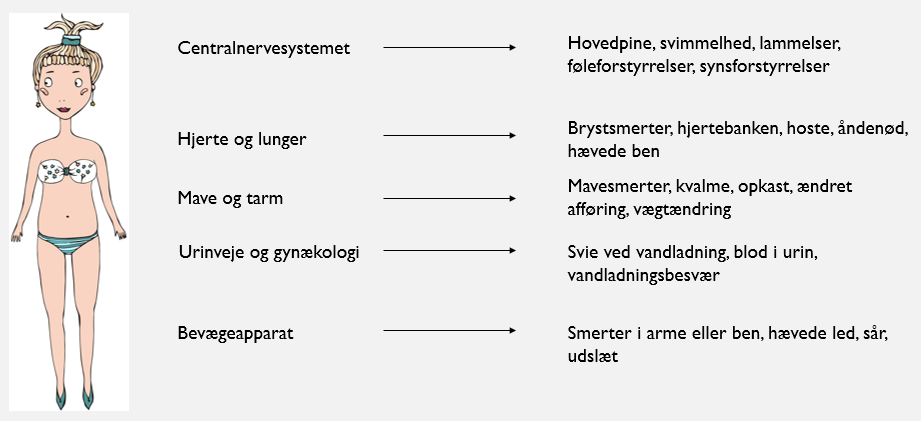 Centralnervesystemet
Hovedpine, svimmelhed, lammelser,
føleforstyrrelser, synsforstyrrelser
Hjerte og lunger
Brystsmerter, hjertebanken, hoste, åndenød,
hævede ben
Mave og tarm
Mavesmerter, kvalme, opkast, ændret
afføring, vægtændring
Urinveje og gynækologi
Svie ved vandladning, blod i urin,
vandladningsbesvær
Bevægeapparat
Smerter i arme eller ben, hævede led, sår,
udslæt